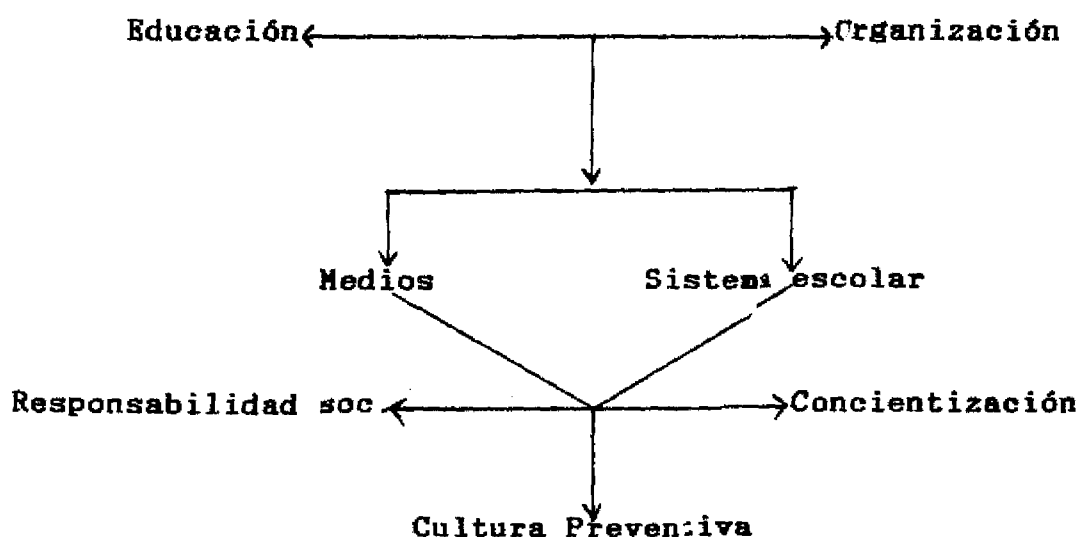 Educación Organización
Medios Sistema escolar
Responsabilidad soc. Concientización
Cultura Preventiva